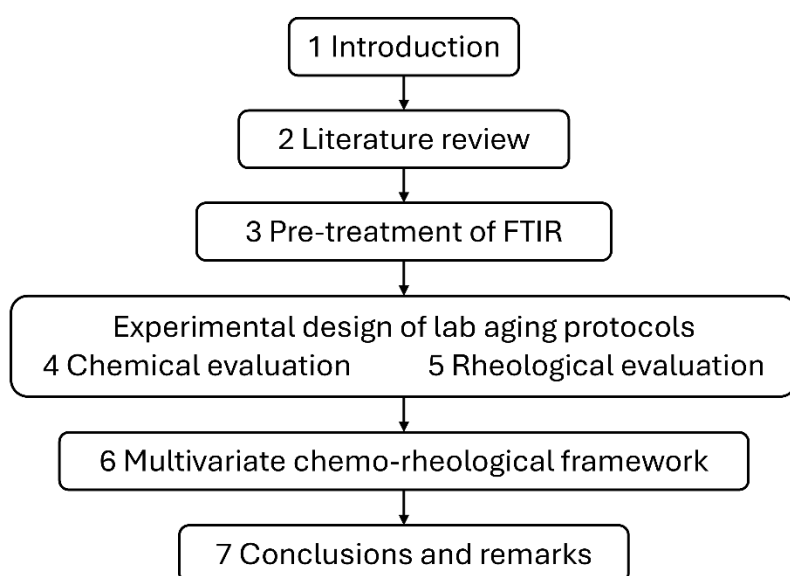 1 Introduction
2 Literature review
3 Pre-treatment of FTIR
Experimental design of lab aging protocols
4 Chemical evaluation 5 Rheological evaluation
6 Multivariate chemo-rheological framework
7 Conclusions and remarks